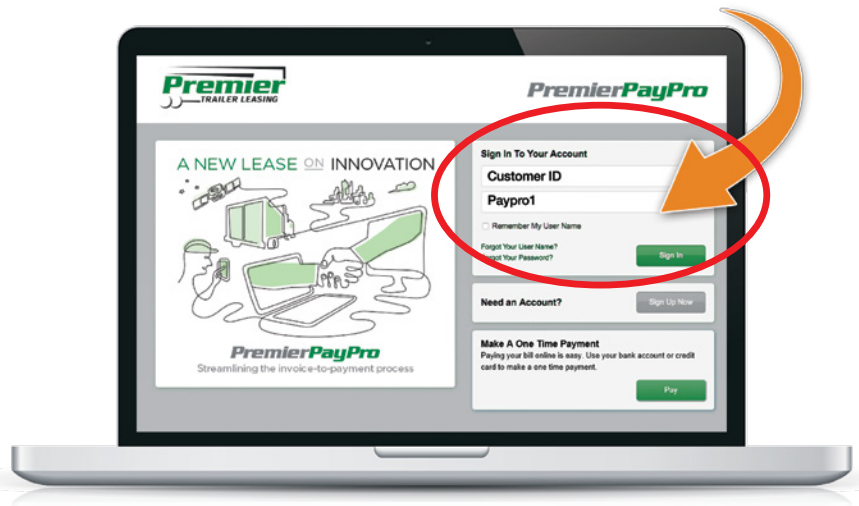 Premier
TRAILER LEASING
PremierPayPro
A NEW LEASE ON INNOVATION
PremierPayPro
Streamlining the invoice-to-payment process
Sign In To Your Account
Customer ID
Paypro1
Remember My User Name
Forgot Your User Name?
Forgot Your Password?
Sign In
Need an Account?
Sign Up Now
Make A One Time Payment
Paying your bill online is easy. Use your bank account or credit
card to make a one time payment.
Pay